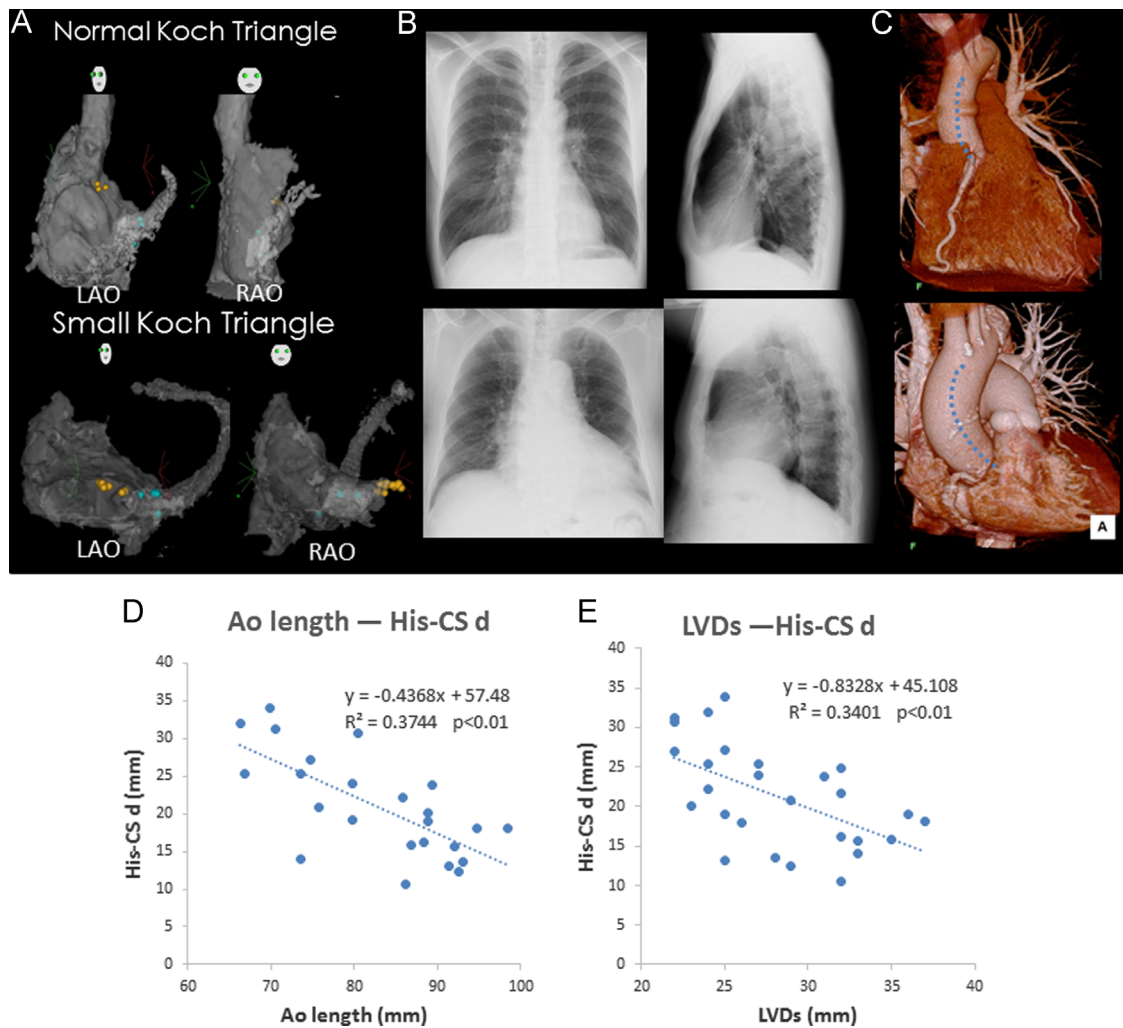 A
Normal Koch Triangle
LAO
RAO
Small Koch Triangle
LAO
RAO
B
C
F
A
F
D
Ao length — His-CS d
y = -0.4368x + 57.48
R² = 0.3744 p<0.01
His-CS d (mm)
40
35
30
25
20
15
10
5
0
60
70
80
90
100
Ao length (mm)
E
LVDs —His-CS d
y = -0.8328x + 45.108
R² = 0.3401 p<0.01
His-CS d (mm)
40
35
30
25
20
15
10
5
0
20
25
30
35
40
LVDs (mm)